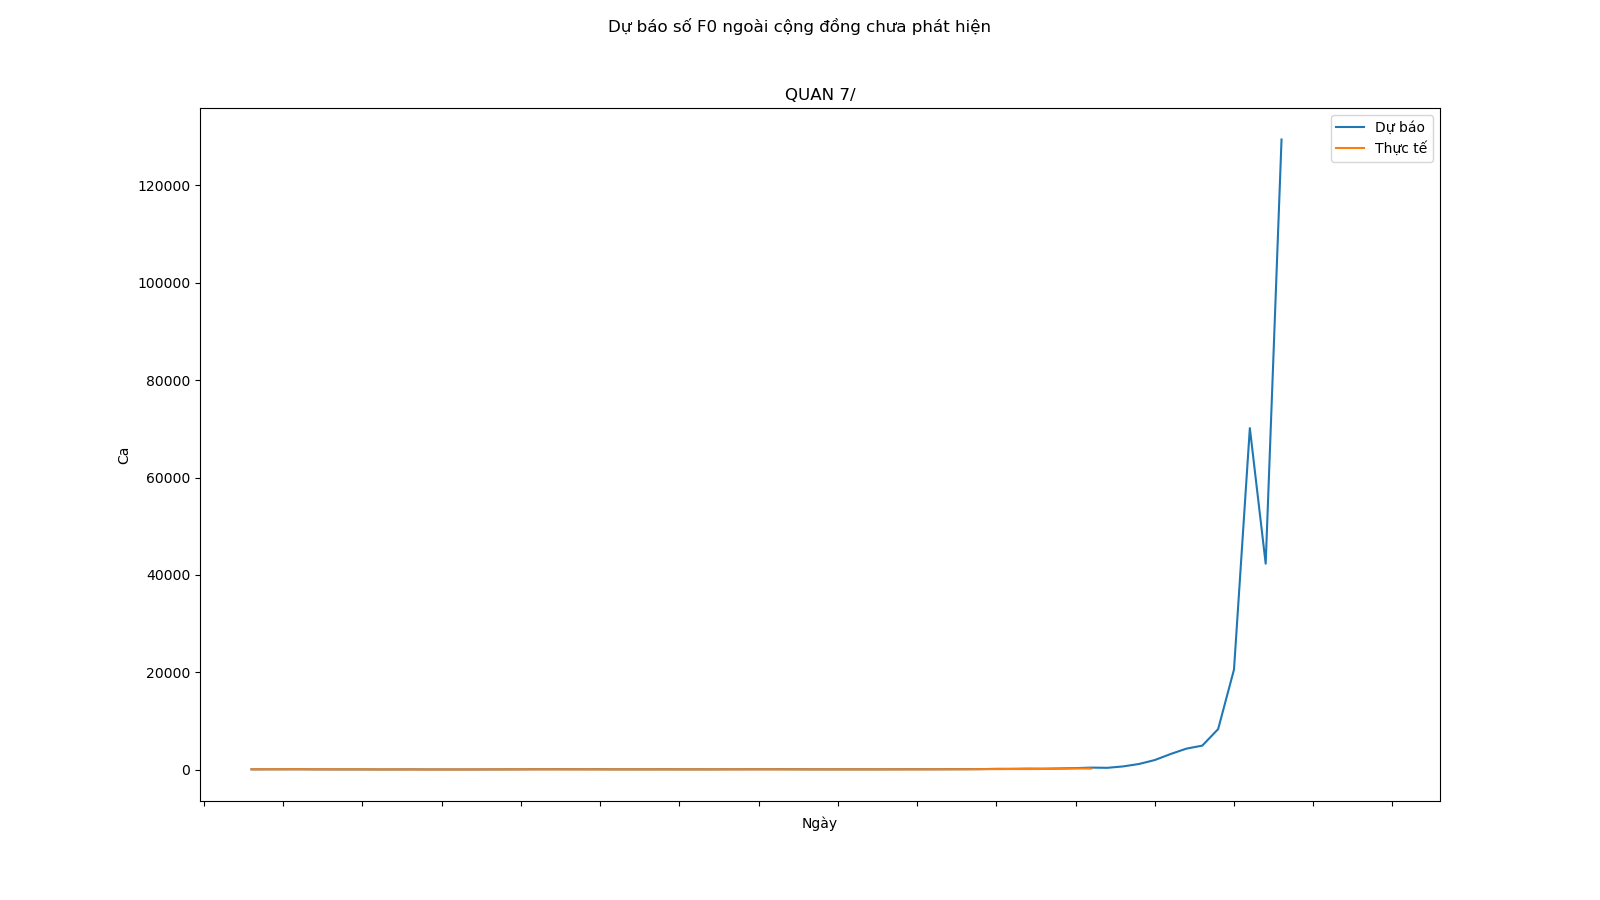 Dự báo số F0 ngoài cộng đồng chưa phát hiện
QUAN 7/
Dự báo
Thực tế
120000
100000
80000
60000
40000
20000
0
Ca
Ngày